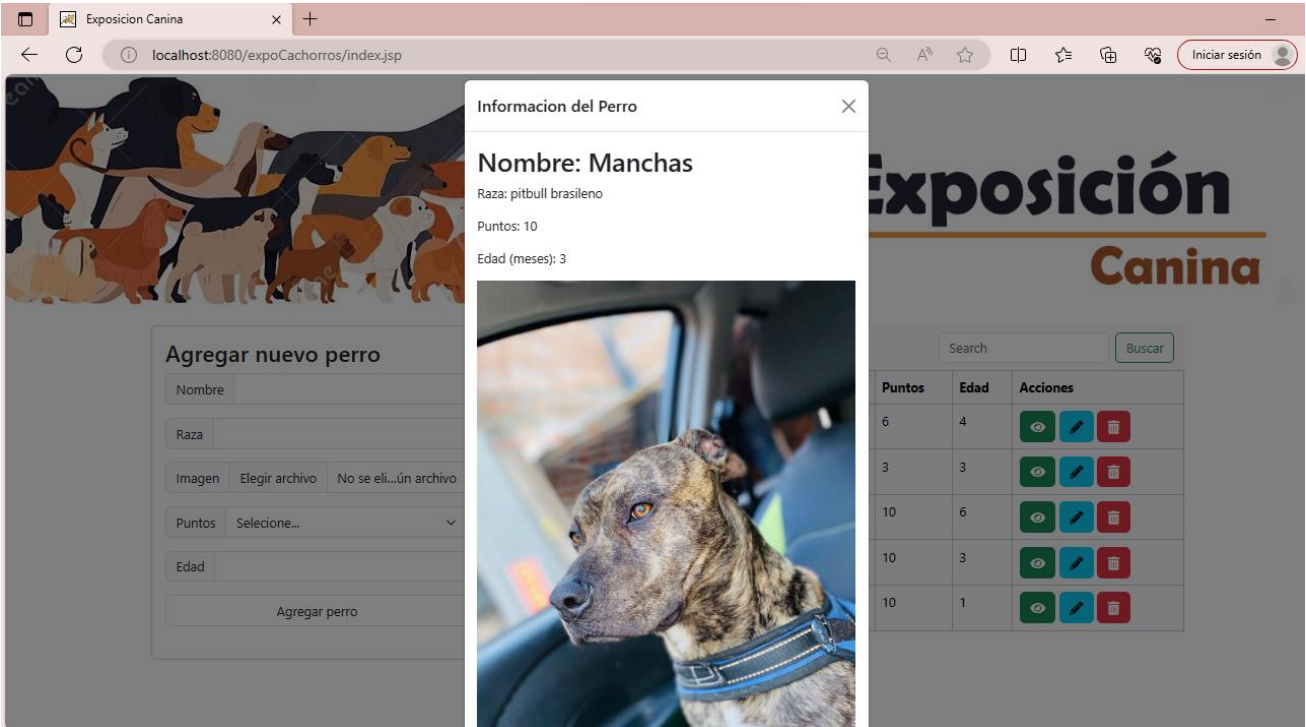 Exposicion Canina
localhost:8080/expoCachorros/index.jsp
Iniciar sesión
Informacion del Perro
Nombre: Manchas
Raza: pitbull brasileno
Puntos: 10
Edad (meses): 3
Exposición
Canina
Agregar nuevo perro
Nombre
Raza
Imagen Elegir archivo No se eli...ún archivo
Puntos Selecione...
Edad
Agregar perro
Search Buscar
Puntos Edad Acciones
6 4
3 3
10 6
10 3
10 1